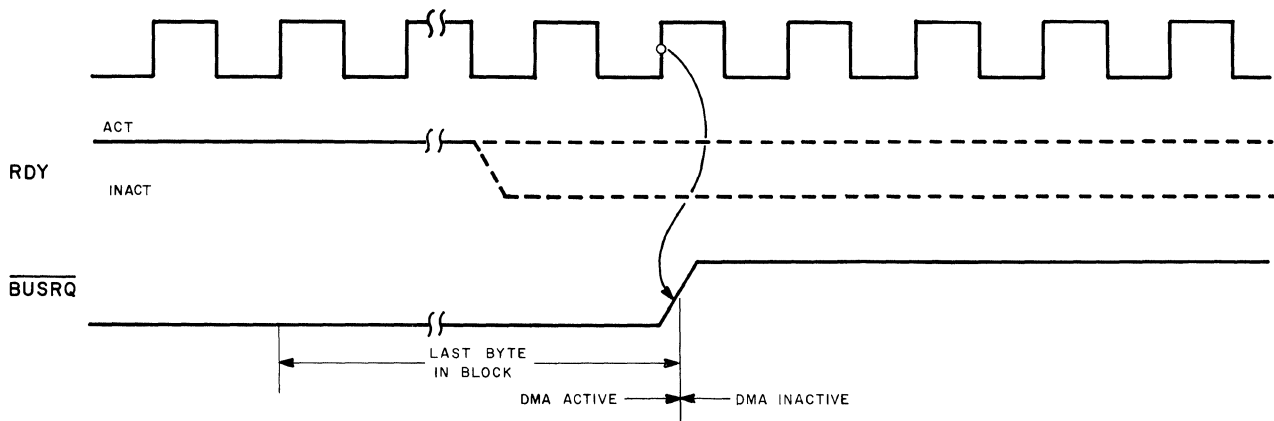 ACT
RDY
INACT
BUSRQ
LAST BYTE
IN BLOCK
DMA ACTIVE
DMA INACTIVE